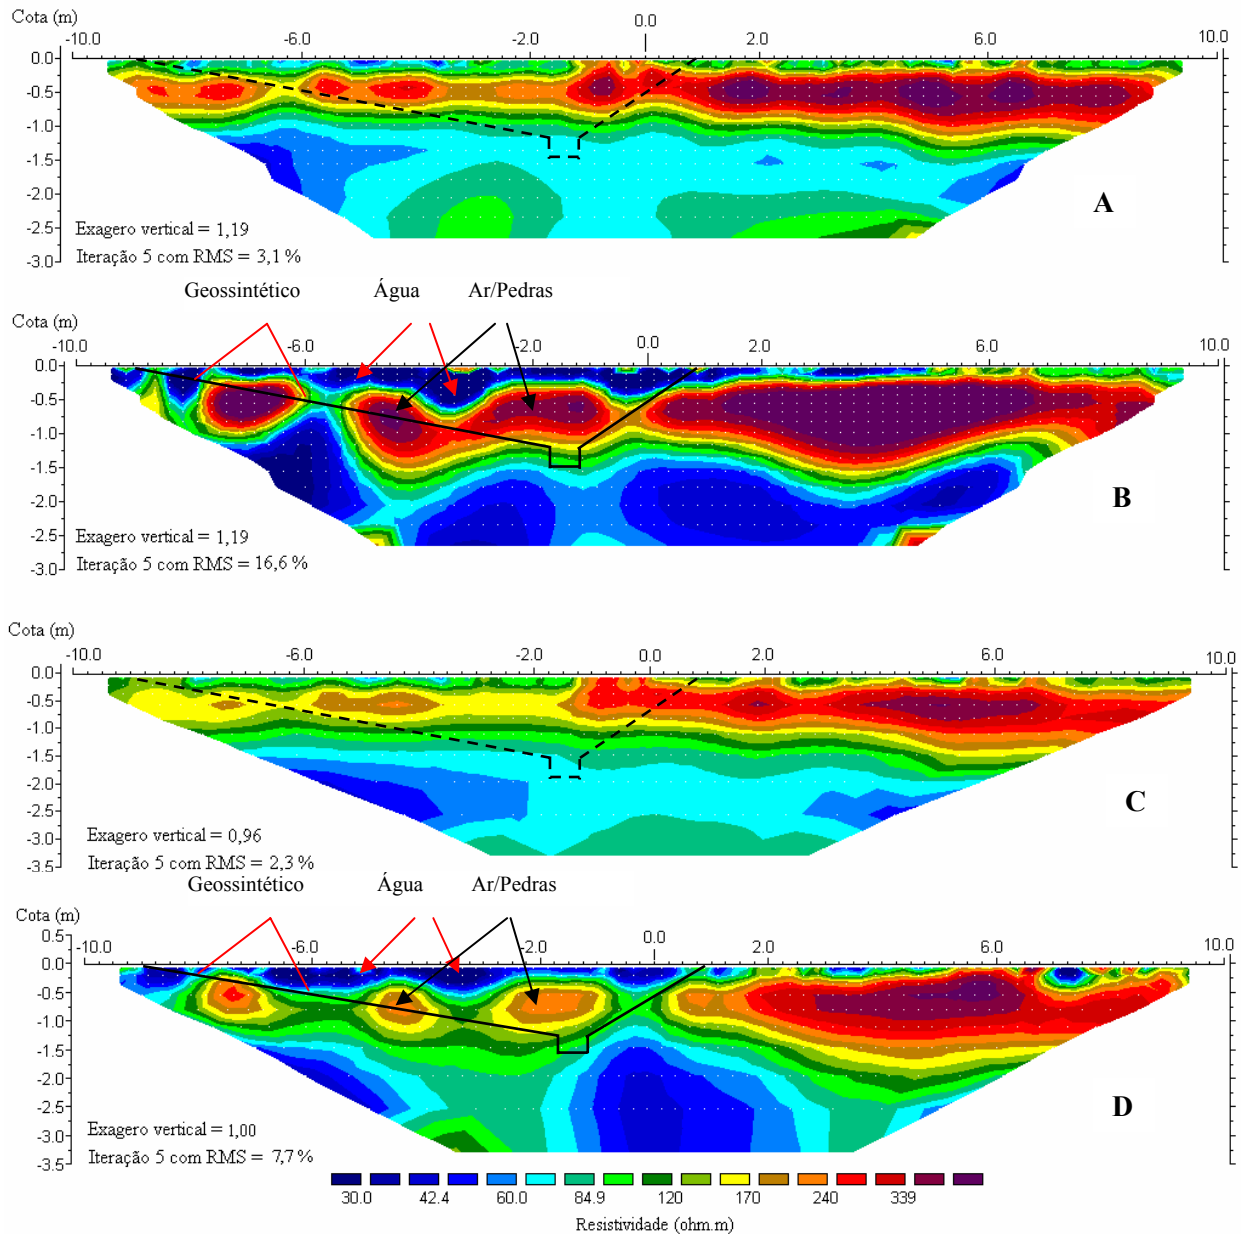 Cota (m)
0.0
-10.0 -6.0 -2.0 2.0 6.0 10.0
0.0
-0.5
-1.0
-1.5
-2.0
-2.5
-3.0
A
Exagero vertical = 1,19
Iteração 5 com RMS = 3,1 %
Geossintético Água Ar/Pedras
Cota (m)
-10.0 -6.0 -2.0 0.0 2.0 6.0 10.0
0.0
-0.5
-1.0
-1.5
-2.0
-2.5
-3.0
B
Exagero vertical = 1,19
Iteração 5 com RMS = 16,6 %
Cota (m)
-10.0 -6.0 -2.0 0.0 2.0 6.0 10.0
0.0
-0.5
-1.0
-1.5
-2.0
-2.5
-3.0
-3.5
C
Exagero vertical = 0,96
Iteração 5 com RMS = 2,3 %
Geossintético Água Ar/Pedras
Cota (m)
0.5
-10.0 -6.0 -2.0 0.0 2.0 6.0 10.0
0.0
-0.5
-1.0
-1.5
-2.0
-2.5
-3.0
-3.5
D
Exagero vertical = 1,00
Iteração 5 com RMS = 7,7 %
30.0 42.4 60.0 84.9 120 170 240 339
Resistividade (ohm.m)